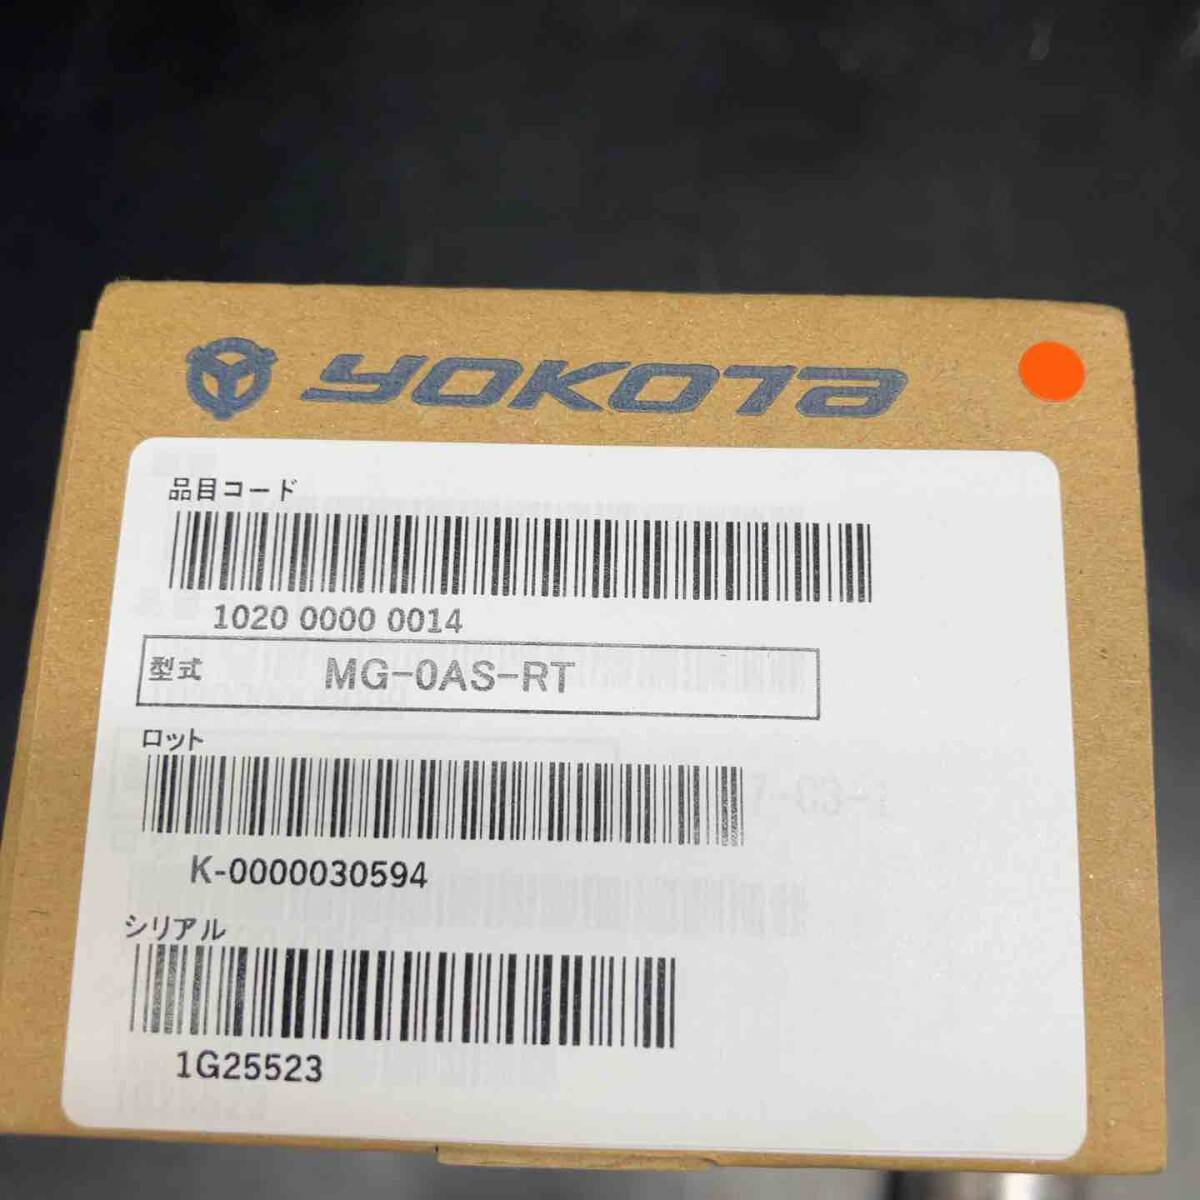 YOKOTA
品目コード
1020 0000 0014
型式 MG-0AS-RT
ロット
K-0000030594
シリアル
1G25523